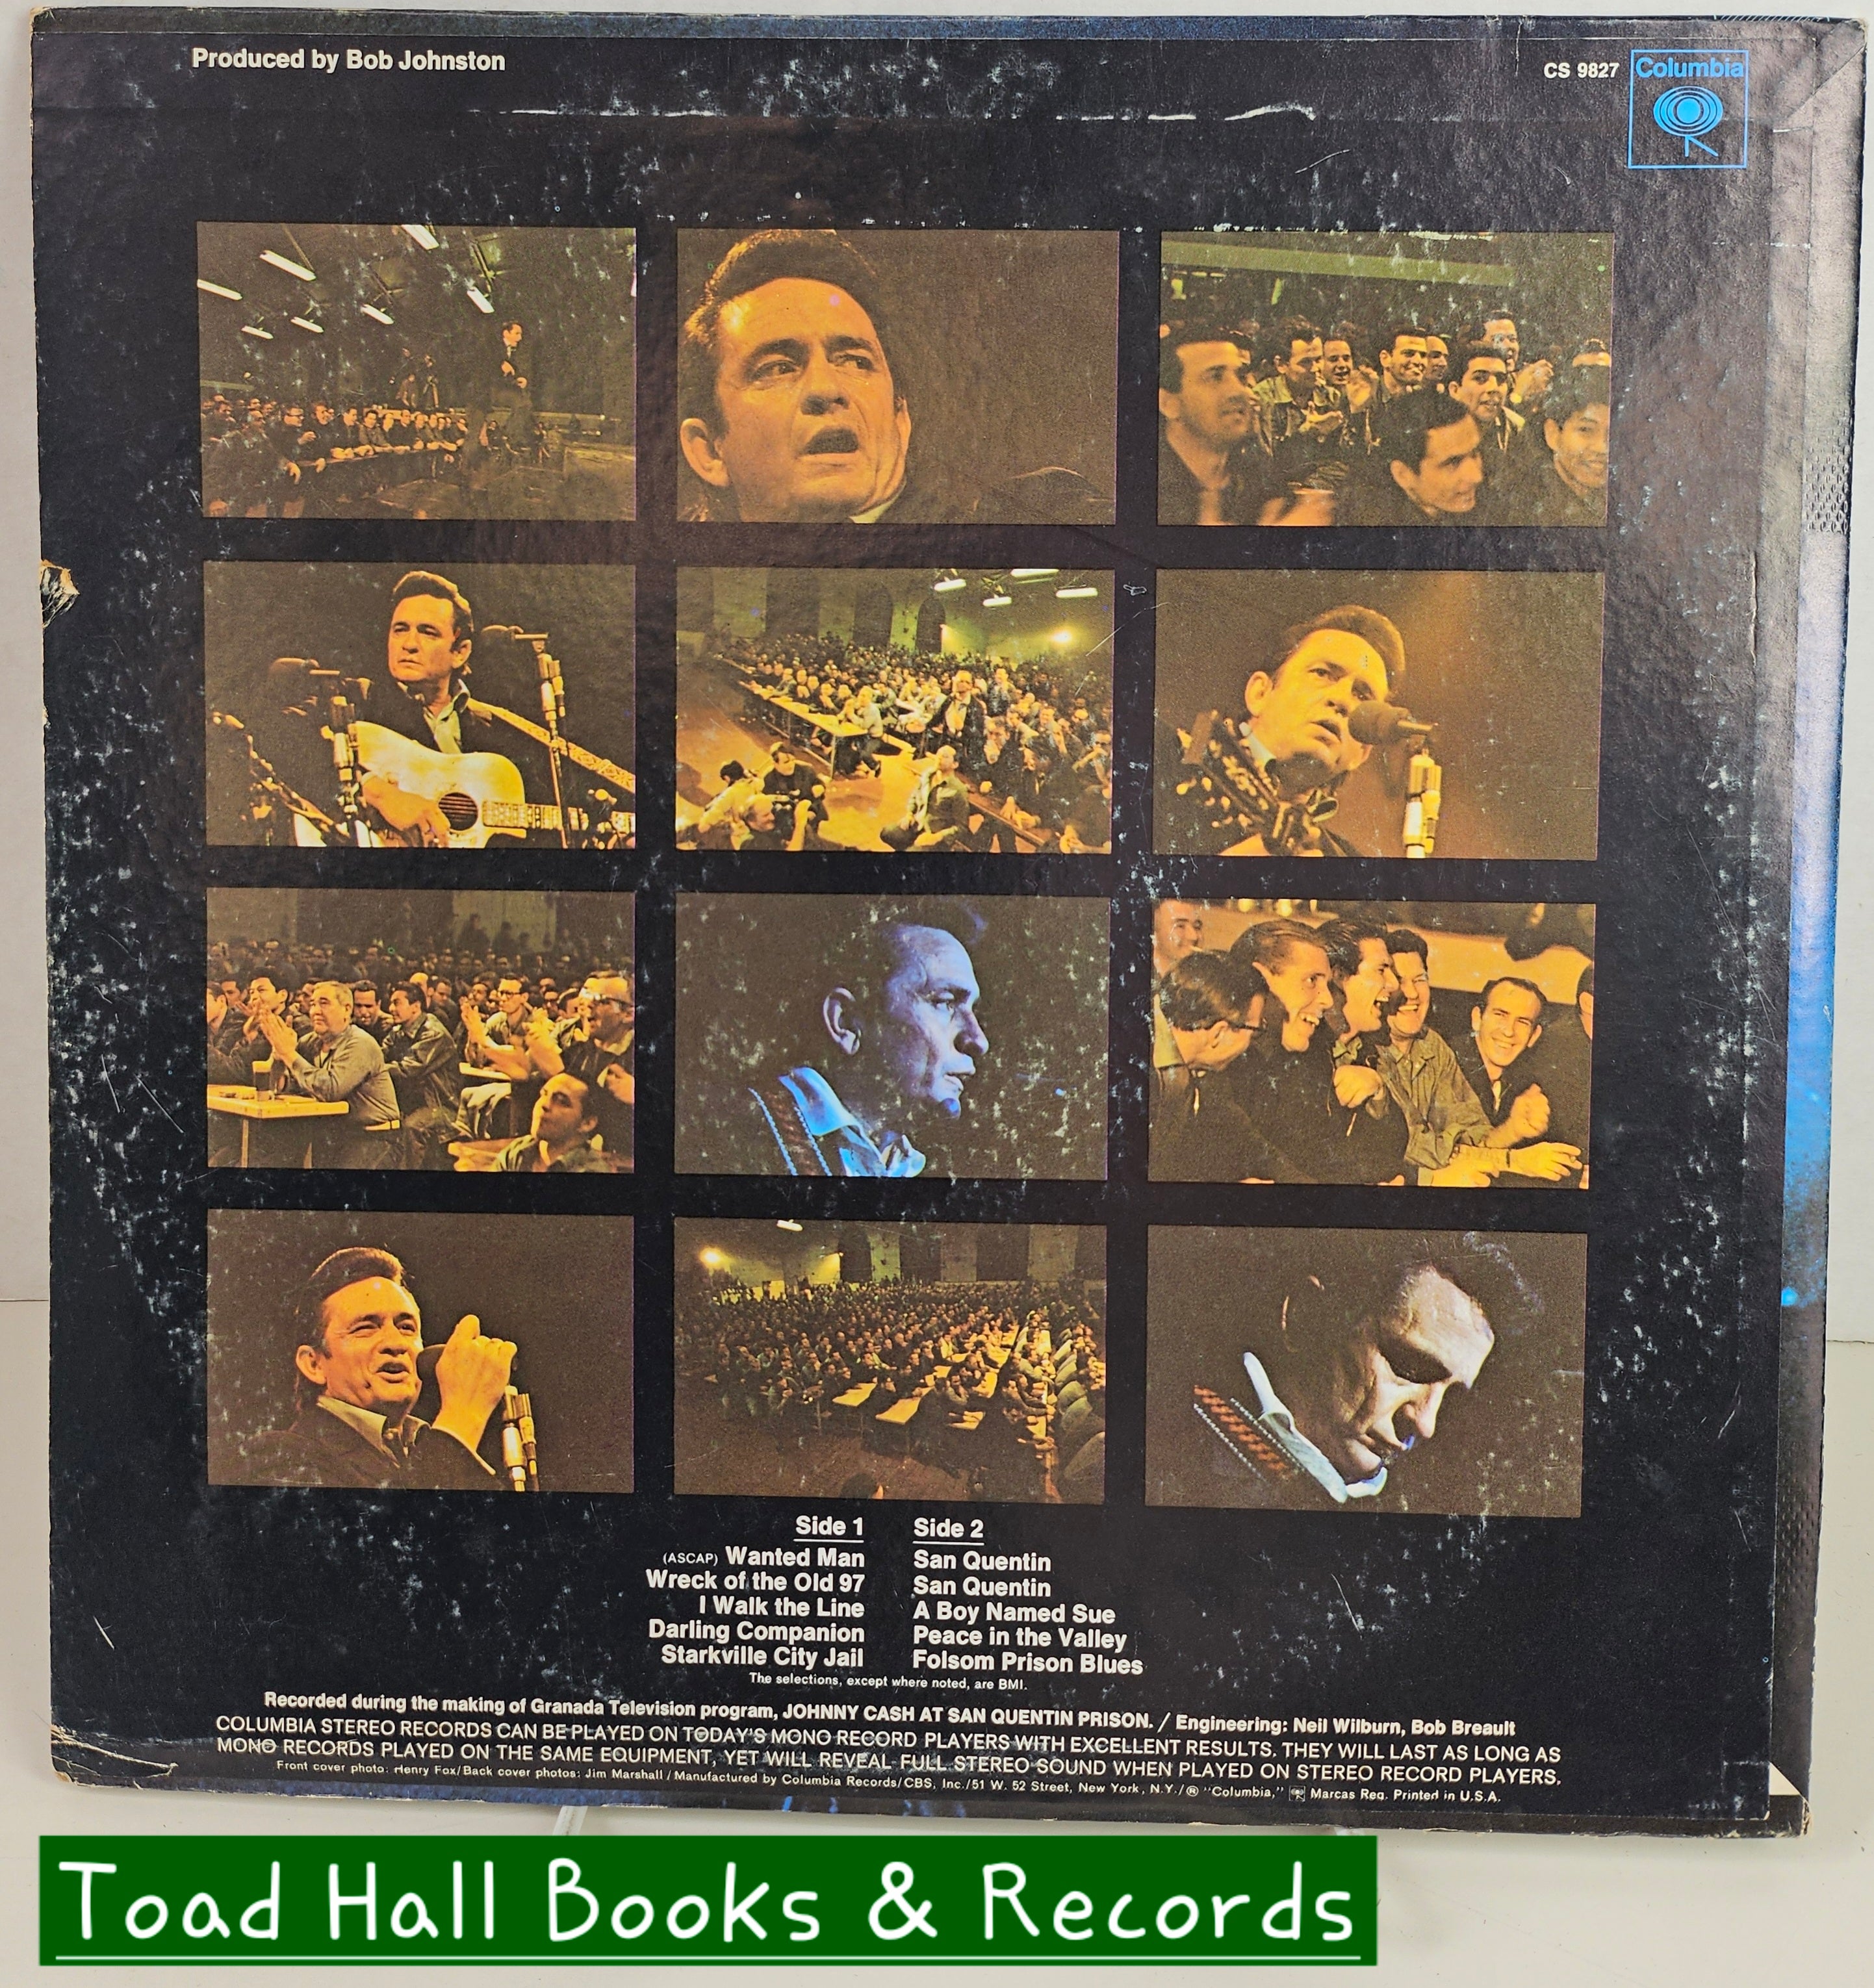 Produced by Bob Johnston
CS 9827
Columbia
Side 1
(ASCAP) Wanted Man
Wreck of the Old 97
I Walk the Line
Darling Companion
Starkville City Jail
Side 2
San Quentin
San Quentin
A Boy Named Sue
Peace in the Valley
Folsom Prison Blues
The selections, except where noted, are BMI.
Recorded during the making of Granada Television program, JOHNNY CASH AT SAN QUENTIN PRISON. / Engineering: Neil Wilburn, Bob Breault
COLUMBIA STEREO RECORDS CAN BE PLAYED ON TODAY'S MONO RECORD PLAYERS WITH EXCELLENT RESULTS. THEY WILL LAST AS LONG AS
MONO RECORDS PLAYED ON THE SAME EQUIPMENT, YET WILL REVEAL FULL STEREO SOUND WHEN PLAYED ON STEREO RECORD PLAYERS.
Front cover photo: Henry Fox/Back cover photos: Jim Marshall / Manufactured by Columbia Records/CBS, Inc./51 W. 52 Street, New York, N.Y./® "Columbia," Marcas Reg. Printed in U.S.A.
Toad Hall Books & Records